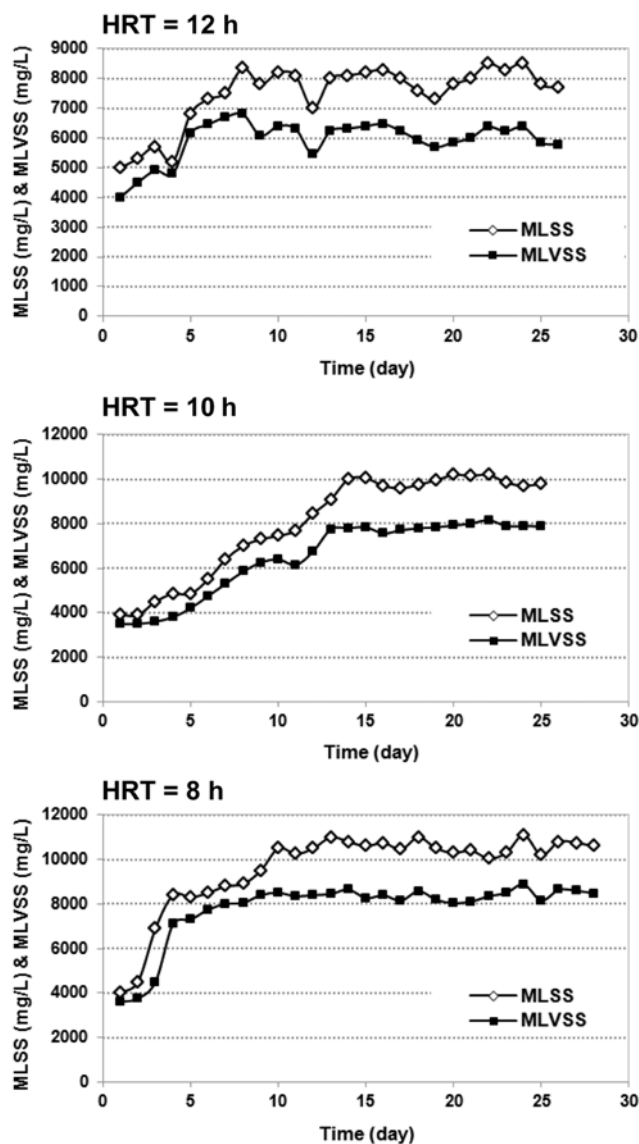 HRT = 12 h
MLSS (mg/L) & MLVSS (mg/L)
9000
8000
7000
6000
5000
4000
3000
2000
1000
0
MLSS
MLVSS
0 5 10 15 20 25 30
Time (day)
HRT = 10 h
MLSS (mg/L) & MLVSS (mg/L)
12000
10000
8000
6000
4000
2000
0
MLSS
MLVSS
0 5 10 15 20 25 30
Time (day)
HRT = 8 h
MLSS (mg/L) & MLVSS (mg/L)
12000
10000
8000
6000
4000
2000
0
MLSS
MLVSS
0 5 10 15 20 25 30
Time (day)